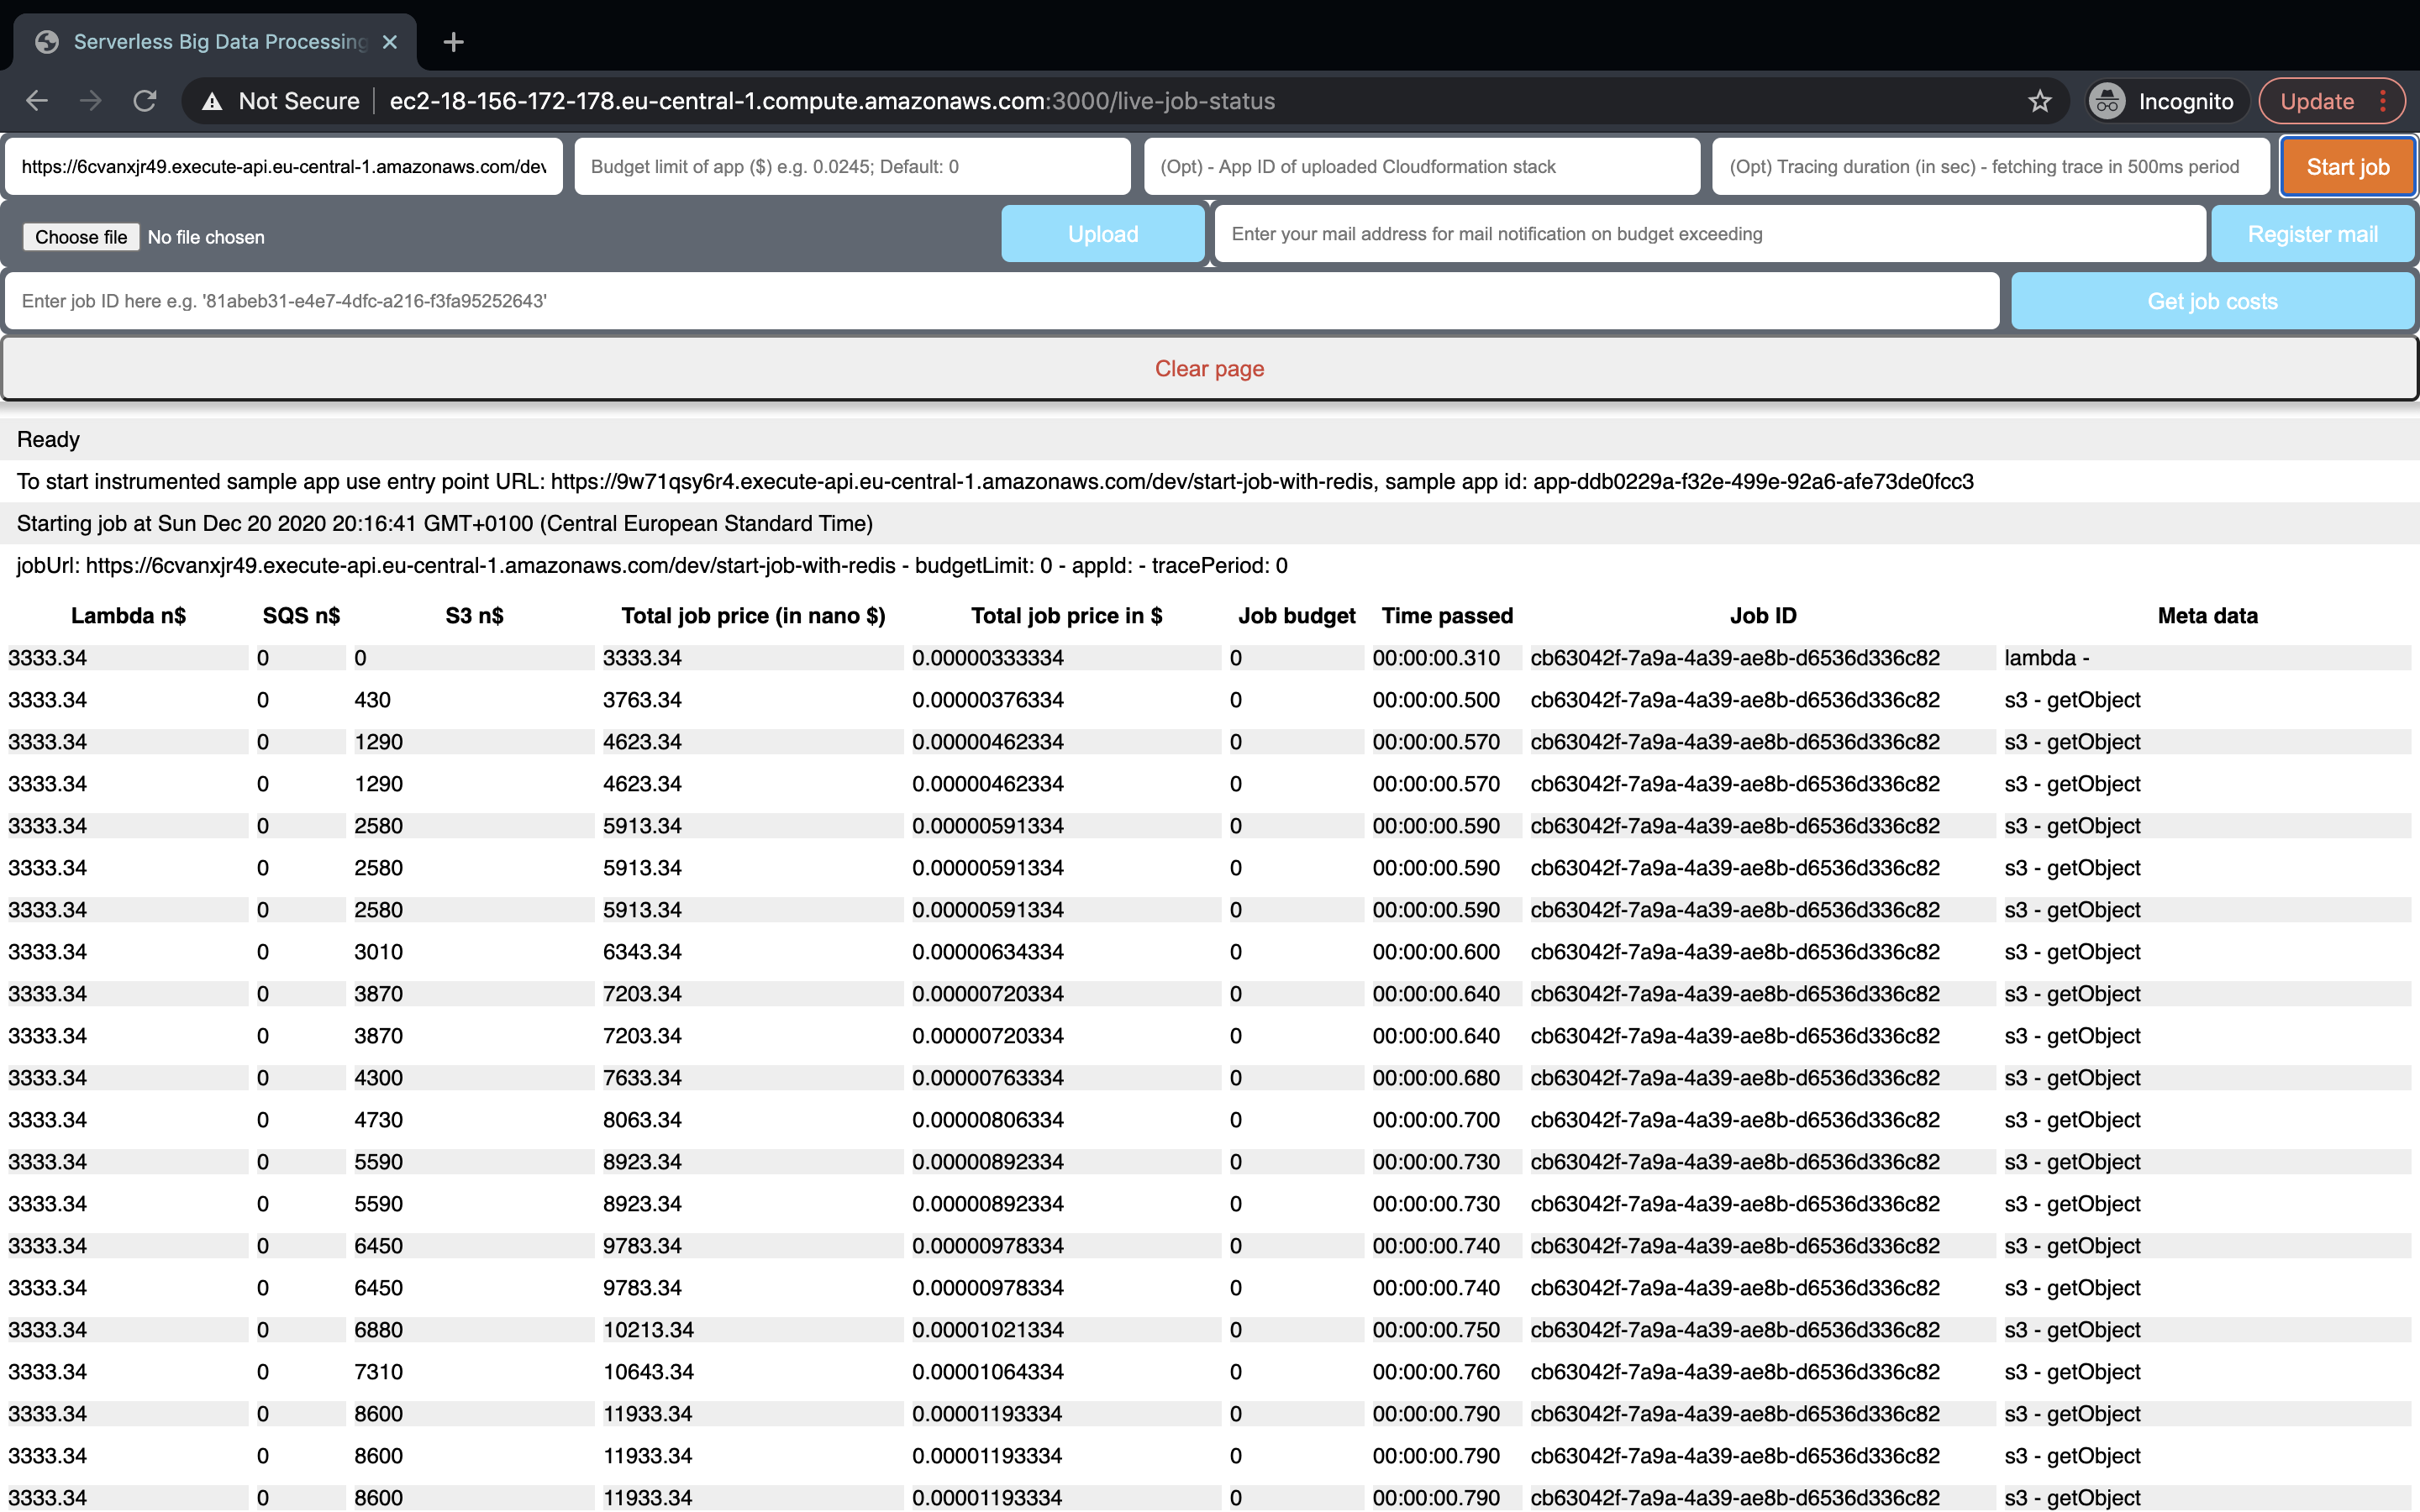 Serverless Big Data Processing
Not Secure ec2-18-156-172-178.eu-central-1.compute.amazonaws.com:3000/live-job-status Incognito Update
https://6cvanxjr49.execute-api.eu-central-1.amazonaws.com/dev Budget limit of app ($) e.g. 0.0245; Default: 0 (Opt) - App ID of uploaded Cloudformation stack (Opt) Tracing duration (in sec) - fetching trace in 500ms period Start job
Choose file No file chosen Upload Enter your mail address for mail notification on budget exceeding Register mail
Enter job ID here e.g. '81abeb31-e4e7-4dfc-a216-f3fa95252643' Get job costs
Clear page
Ready
To start instrumented sample app use entry point URL: https://9w71qsy6r4.execute-api.eu-central-1.amazonaws.com/dev/start-job-with-redis, sample app id: app-ddb0229a-f32e-499e-92a6-afe73de0fcc3
Starting job at Sun Dec 20 2020 20:16:41 GMT+0100 (Central European Standard Time)
jobUrl: https://6cvanxjr49.execute-api.eu-central-1.amazonaws.com/dev/start-job-with-redis - budgetLimit: 0 - appId: - tracePeriod: 0
Lambda n$ SQS n$ S3 n$ Total job price (in nano $) Total job price in $ Job budget Time passed Job ID Meta data
3333.34 0 0 3333.34 0.00000333334 0 00:00:00.310 cb63042f-7a9a-4a39-ae8b-d6536d336c82 lambda -
3333.34 0 430 3763.34 0.00000376334 0 00:00:00.500 cb63042f-7a9a-4a39-ae8b-d6536d336c82 s3 - getObject
3333.34 0 1290 4623.34 0.00000462334 0 00:00:00.570 cb63042f-7a9a-4a39-ae8b-d6536d336c82 s3 - getObject
3333.34 0 1290 4623.34 0.00000462334 0 00:00:00.570 cb63042f-7a9a-4a39-ae8b-d6536d336c82 s3 - getObject
3333.34 0 2580 5913.34 0.00000591334 0 00:00:00.590 cb63042f-7a9a-4a39-ae8b-d6536d336c82 s3 - getObject
3333.34 0 2580 5913.34 0.00000591334 0 00:00:00.590 cb63042f-7a9a-4a39-ae8b-d6536d336c82 s3 - getObject
3333.34 0 2580 5913.34 0.00000591334 0 00:00:00.590 cb63042f-7a9a-4a39-ae8b-d6536d336c82 s3 - getObject
3333.34 0 3010 6343.34 0.00000634334 0 00:00:00.600 cb63042f-7a9a-4a39-ae8b-d6536d336c82 s3 - getObject
3333.34 0 3870 7203.34 0.00000720334 0 00:00:00.640 cb63042f-7a9a-4a39-ae8b-d6536d336c82 s3 - getObject
3333.34 0 3870 7203.34 0.00000720334 0 00:00:00.640 cb63042f-7a9a-4a39-ae8b-d6536d336c82 s3 - getObject
3333.34 0 4300 7633.34 0.00000763334 0 00:00:00.680 cb63042f-7a9a-4a39-ae8b-d6536d336c82 s3 - getObject
3333.34 0 4730 8063.34 0.00000806334 0 00:00:00.700 cb63042f-7a9a-4a39-ae8b-d6536d336c82 s3 - getObject
3333.34 0 5590 8923.34 0.00000892334 0 00:00:00.730 cb63042f-7a9a-4a39-ae8b-d6536d336c82 s3 - getObject
3333.34 0 5590 8923.34 0.00000892334 0 00:00:00.730 cb63042f-7a9a-4a39-ae8b-d6536d336c82 s3 - getObject
3333.34 0 6450 9783.34 0.00000978334 0 00:00:00.740 cb63042f-7a9a-4a39-ae8b-d6536d336c82 s3 - getObject
3333.34 0 6450 9783.34 0.00000978334 0 00:00:00.740 cb63042f-7a9a-4a39-ae8b-d6536d336c82 s3 - getObject
3333.34 0 6880 10213.34 0.00001021334 0 00:00:00.750 cb63042f-7a9a-4a39-ae8b-d6536d336c82 s3 - getObject
3333.34 0 7310 10643.34 0.00001064334 0 00:00:00.760 cb63042f-7a9a-4a39-ae8b-d6536d336c82 s3 - getObject
3333.34 0 8600 11933.34 0.00001193334 0 00:00:00.790 cb63042f-7a9a-4a39-ae8b-d6536d336c82 s3 - getObject
3333.34 0 8600 11933.34 0.00001193334 0 00:00:00.790 cb63042f-7a9a-4a39-ae8b-d6536d336c82 s3 - getObject
3333.34 0 8600 11933.34 0.00001193334 0 00:00:00.790 cb63042f-7a9a-4a39-ae8b-d6536d336c82 s3 - getObject